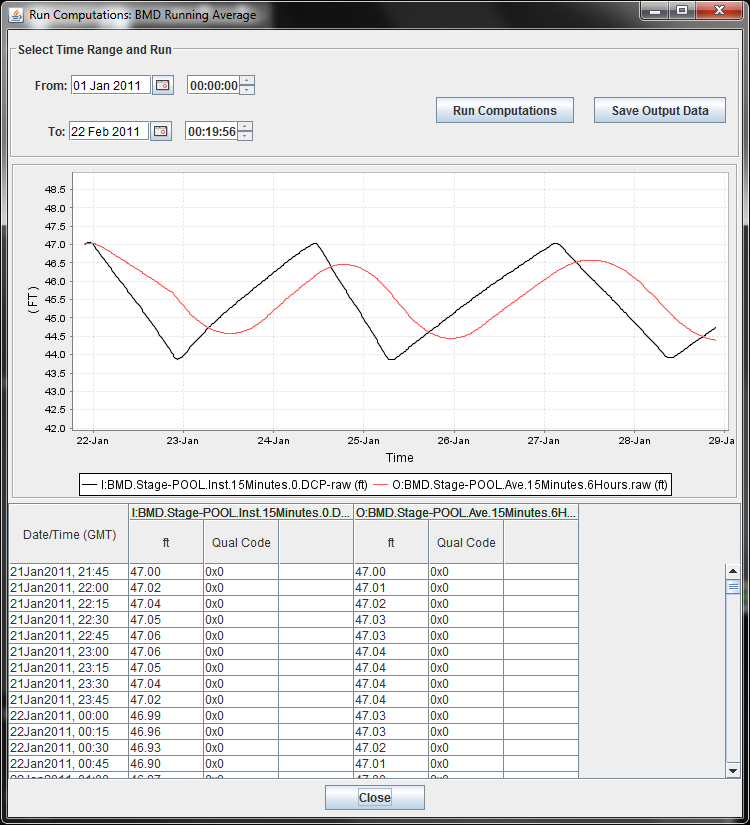 Run Computations: BMD Running Average
Select Time Range and Run
From: 01 Jan 2011 00:00:00
Run Computations Save Output Data
To: 22 Feb 2011 00:19:56
48.5
48.0
47.5
47.0
46.5
46.0
45.5
45.0
44.5
44.0
43.5
43.0
42.5
42.0
( FT )
22-Jan 23-Jan 24-Jan 25-Jan 26-Jan 27-Jan 28-Jan 29-Ja
Time
I:BMD.Stage-POOL.Inst.15Minutes.0.DCP-raw (ft) O:BMD.Stage-POOL.Ave.15Minutes.6Hours.raw (ft)
Date/Time (GMT) I:BMD.Stage-POOL.Inst.15Minutes.0.D... O:BMD.Stage-POOL.Ave.15Minutes.6H...
ft Qual Code ft Qual Code
21Jan2011, 21:45 47.00 0x0 47.00 0x0
21Jan2011, 22:00 47.02 0x0 47.01 0x0
21Jan2011, 22:15 47.04 0x0 47.02 0x0
21Jan2011, 22:30 47.05 0x0 47.03 0x0
21Jan2011, 22:45 47.06 0x0 47.03 0x0
21Jan2011, 23:00 47.06 0x0 47.04 0x0
21Jan2011, 23:15 47.05 0x0 47.04 0x0
21Jan2011, 23:30 47.04 0x0 47.04 0x0
21Jan2011, 23:45 47.02 0x0 47.04 0x0
22Jan2011, 00:00 46.99 0x0 47.03 0x0
22Jan2011, 00:15 46.96 0x0 47.03 0x0
22Jan2011, 00:30 46.93 0x0 47.02 0x0
22Jan2011, 00:45 46.90 0x0 47.01 0x0
Close